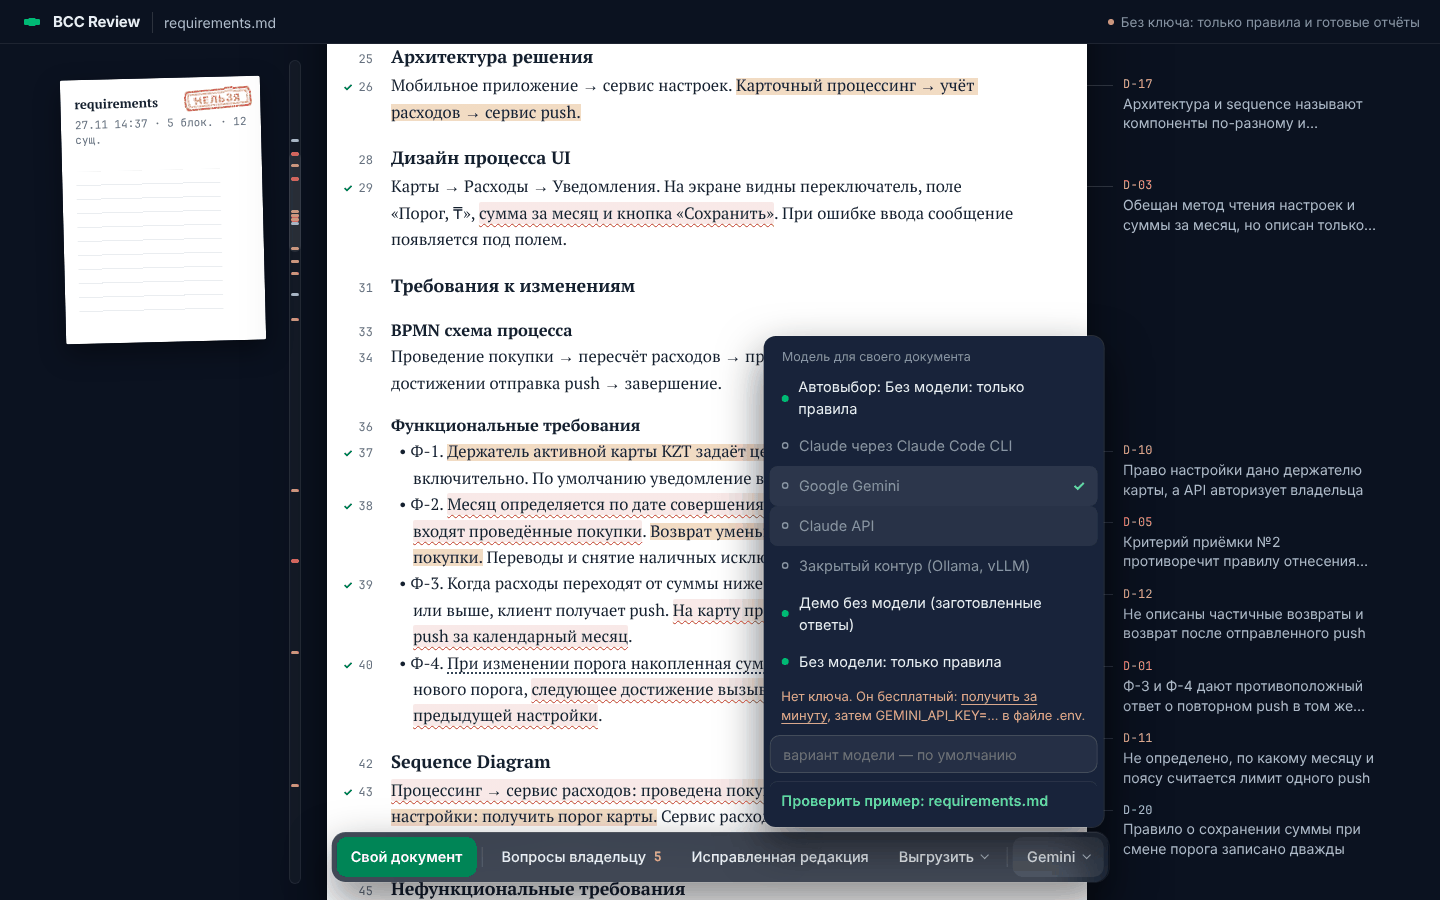 BCC Review
requirements.md
Без ключа: только правила и готовые отчёты
requirements
НЕЛЬЗЯ
27.11 14:37 · 5 блок. · 12
сущ.
25 Архитектура решения
26 Мобильное приложение → сервис настроек. Карточный процессинг → учёт
расходов → сервис push.
28 Дизайн процесса UI
29 Карты → Расходы → Уведомления. На экране видны переключатель, поле
«Порог, ₸», сумма за месяц и кнопка «Сохранить». При ошибке ввода сообщение
появляется под полем.
31 Требования к изменениям
33 BPMN схема процесса
34 Проведение покупки → пересчёт расходов →
достижении отправка push → завершение.
36 Функциональные требования
37 • Ф-1. Держатель активной карты KZT задаёт
включительно. По умолчанию уведомление
38 • Ф-2. Месяц определяется по дате совершения
входят проведённые покупки. Возврат
покупки. Переводы и снятие наличных
39 • Ф-3. Когда расходы переходят от суммы ниже
или выше, клиент получает push. На карту
push за календарный месяц.
40 • Ф-4. При изменении порога накопленная
нового порога, следующее достижение
предыдущей настройки.
42 Sequence Diagram
43 Процессинг → сервис расходов: проведена
настройки: получить порог карты. Сервис
45 Нефункциональные требования
Модель для своего документа
Автовыбор: Без модели: только
правила
Claude через Claude Code CLI
Google Gemini
Claude API
Закрытый контур (Ollama, vLLM)
Демо без модели (заготовленные
ответы)
Без модели: только правила
Нет ключа. Он бесплатный: получить за
минуту, затем GEMINI_API_KEY=... в файле .env.
вариант модели — по умолчанию
Проверить пример: requirements.md
Свой документ
Вопросы владельцу 5
Исправленная редакция
Выгрузить
Gemini
D-17
Архитектура и sequence называют
компоненты по-разному и...
D-03
Обещан метод чтения настроек и
суммы за месяц, но описан только...
D-10
Право настройки дано держателю
карты, а API авторизует владельца
D-05
Критерий приёмки №2
противоречит правилу отнесения...
D-12
Не описаны частичные возвраты и
возврат после отправленного push
D-01
Ф-3 и Ф-4 дают противоположный
ответ о повторном push в том же...
D-11
Не определено, по какому месяцу и
поясу считается лимит одного push
D-20
Правило о сохранении суммы при
смене порога записано дважды